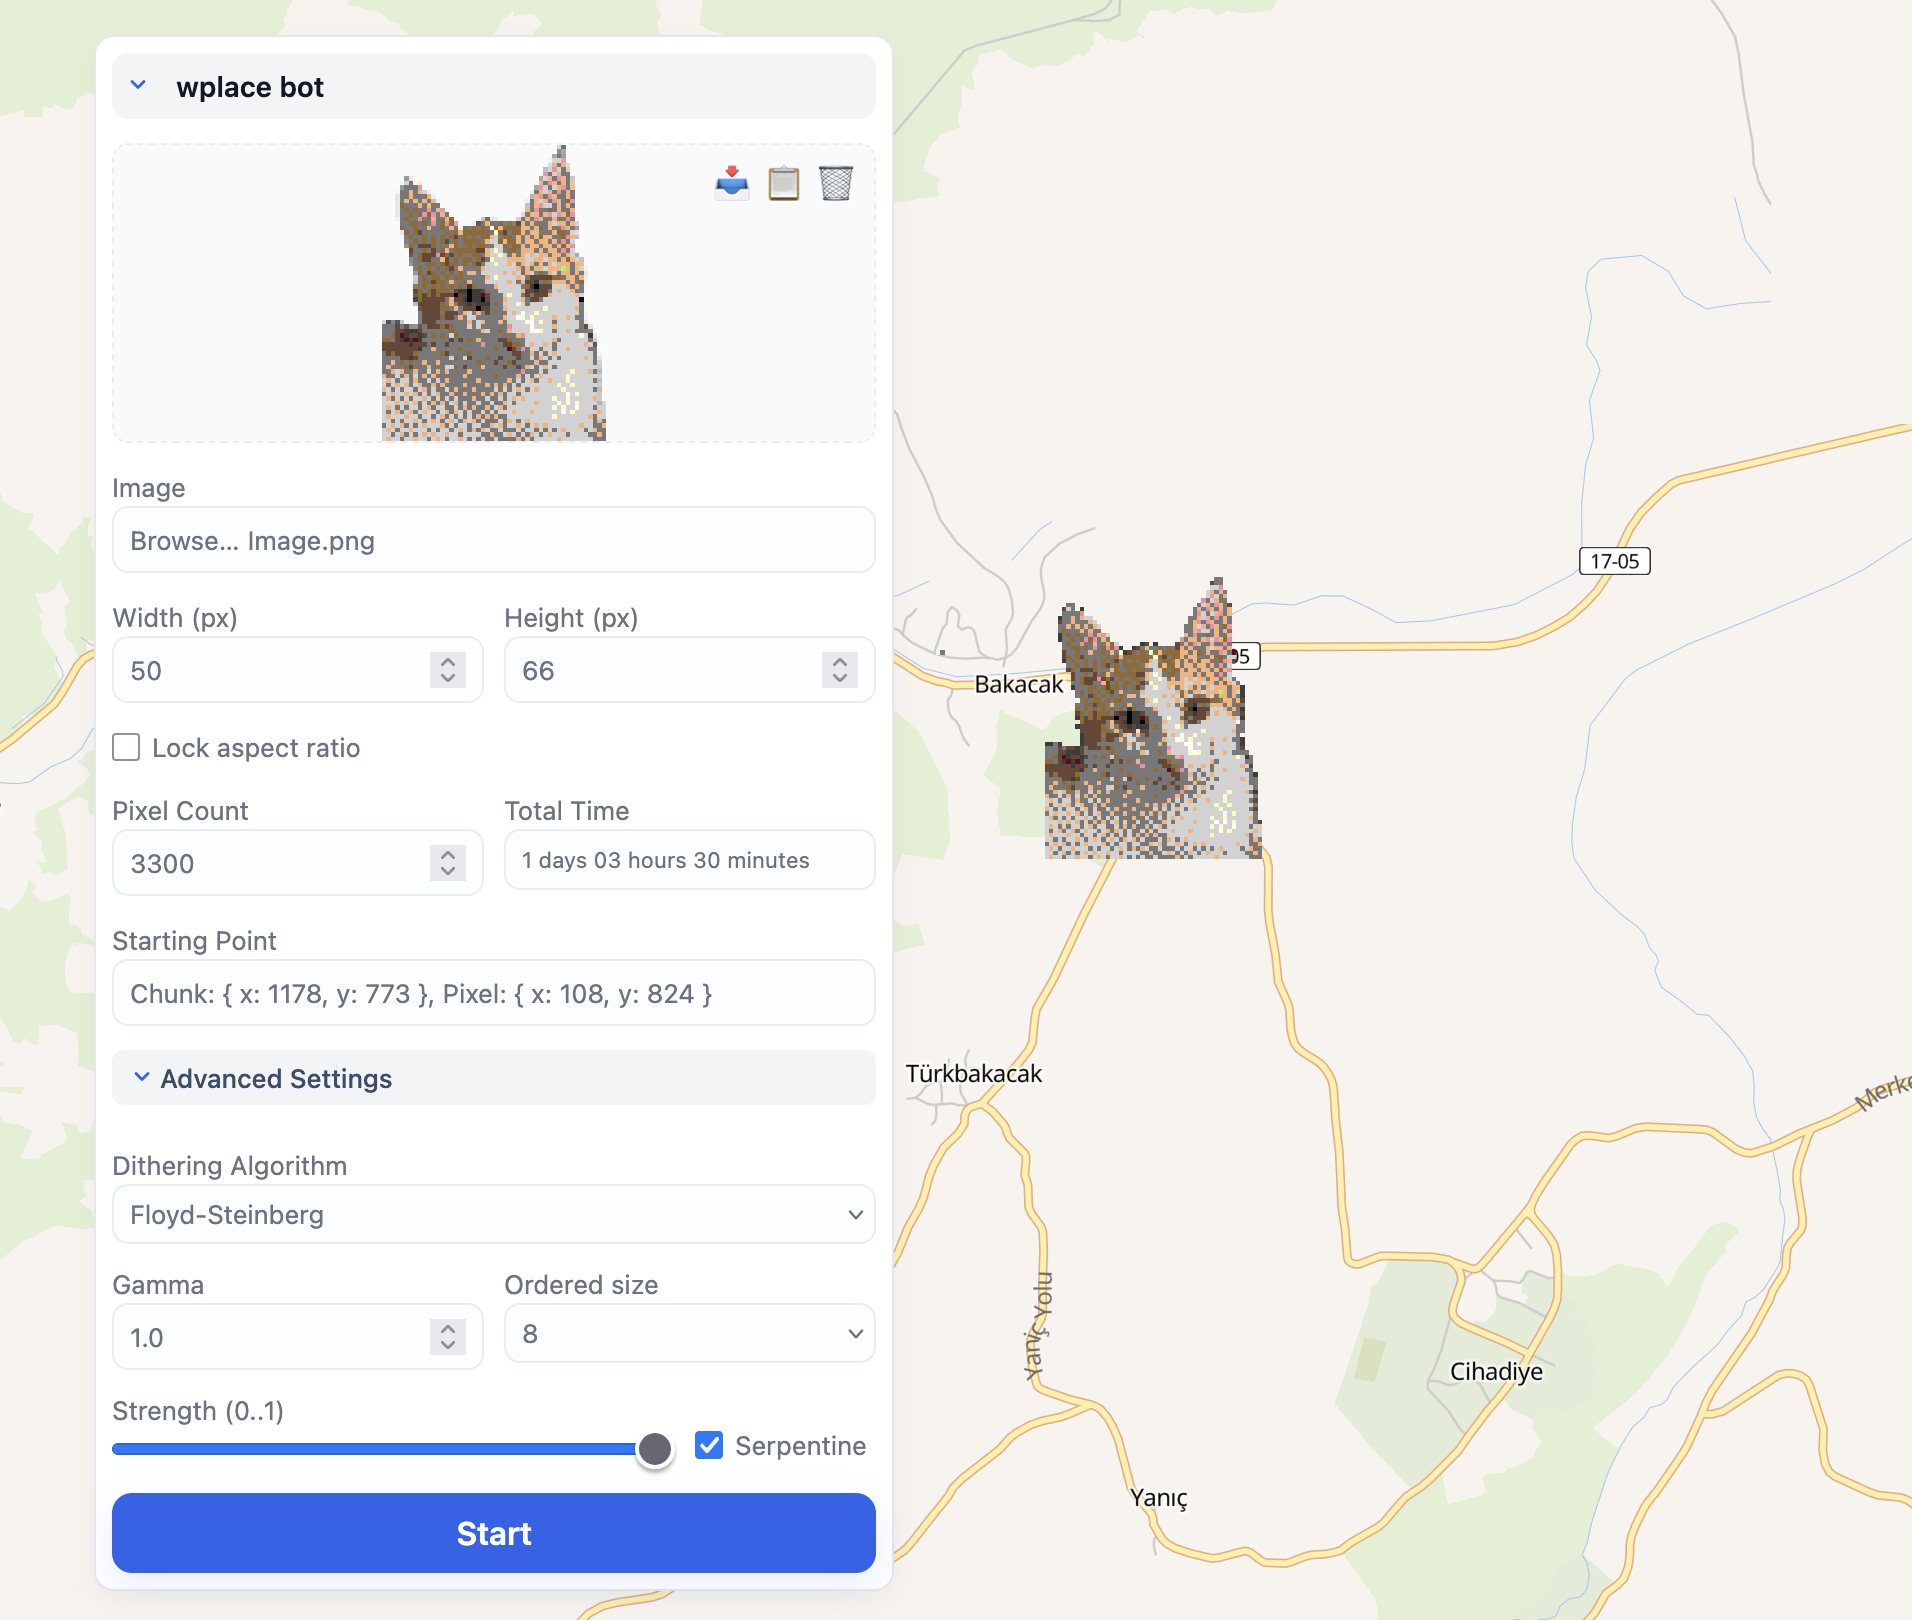 wplace bot
Image
Browse... Image.png
Width (px)
Height (px)
50
66
Lock aspect ratio
Pixel Count
Total Time
3300
1 days 03 hours 30 minutes
Starting Point
Chunk: { x: 1178, y: 773 }, Pixel: { x: 108, y: 824 }
Advanced Settings
Dithering Algorithm
Floyd-Steinberg
Gamma
Ordered size
1.0
8
Strength (0..1)
Serpentine
Start
17-05
05
Bakacak
Türkbakacak
Merke
Yanıç Yolu
Cihadiye
Yanıç